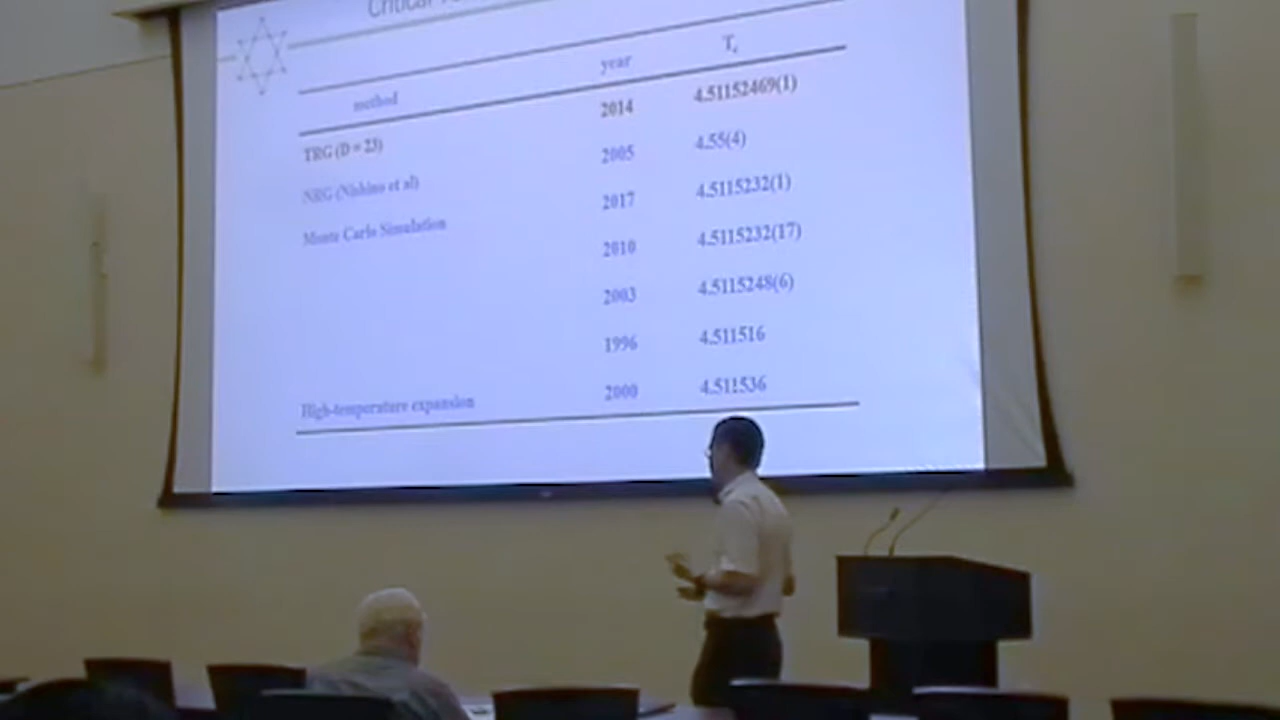 Critical
method year Tc
TRG (D = 23) 2014 4.51152469(1)
NRG (Nishino et al) 2005 4.55(4)
Monte Carlo Simulation 2017 4.5115232(1)
2010 4.5115232(17)
2003 4.5115248(6)
1996 4.511516
High-temperature expansion 2000 4.511536